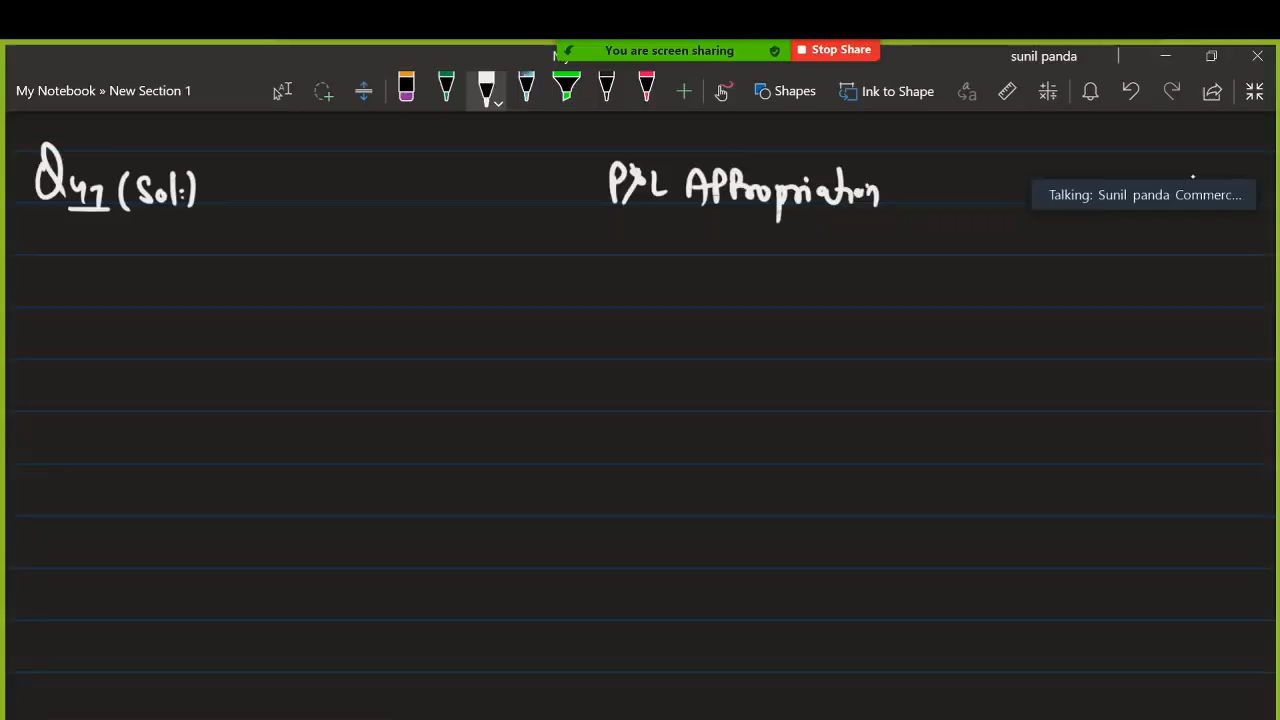 You are screen sharing
Stop Share
sunil panda
My Notebook » New Section 1
Shapes
Ink to Shape
Q47 (Sol:)
P&L Appropriation
Talking: Sunil panda Commerc...